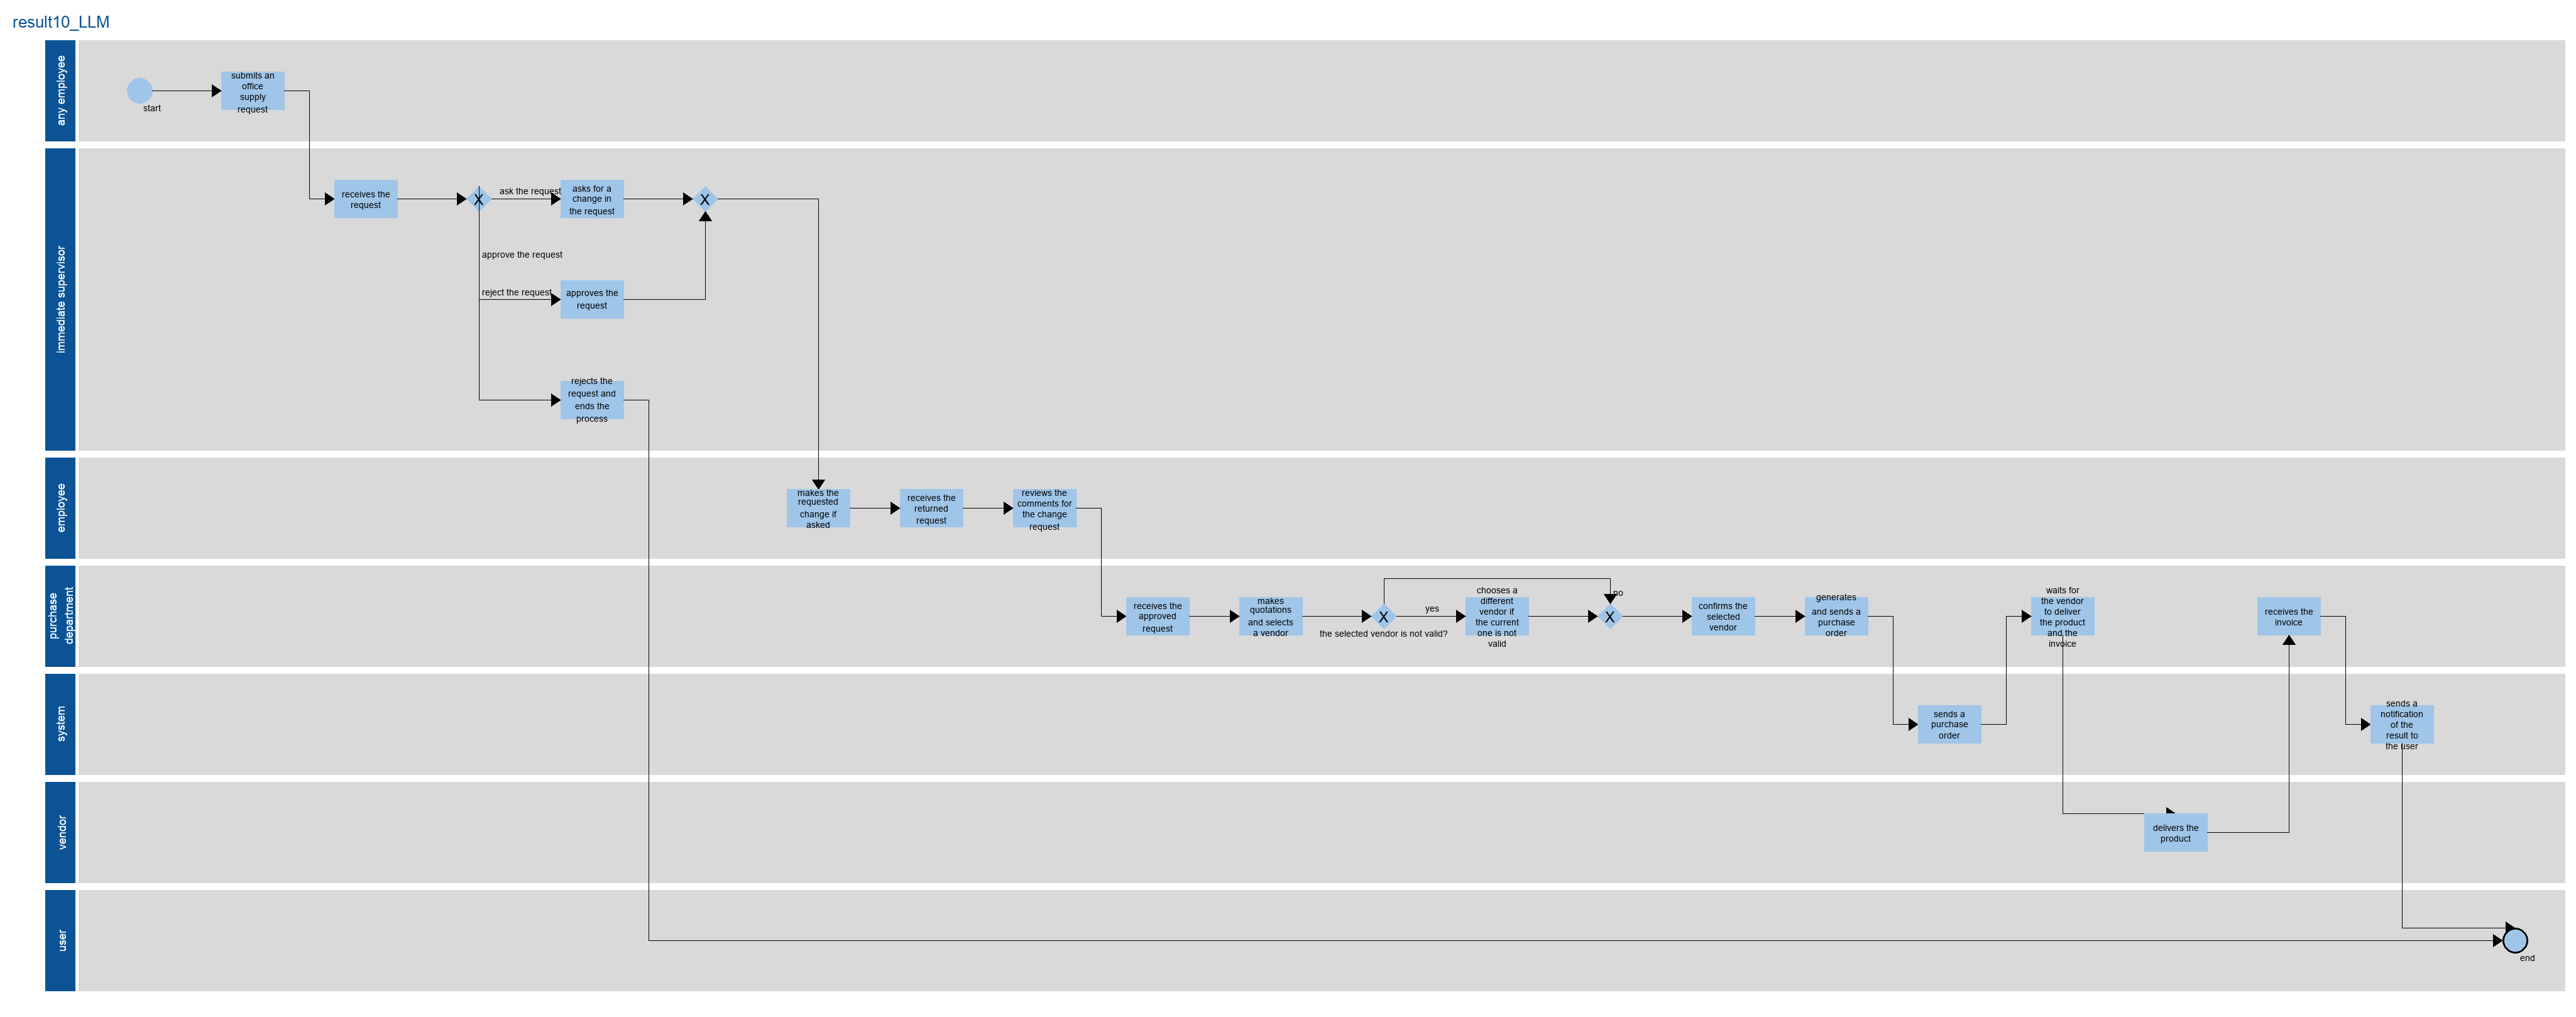 result10_LLM
any employee
submits an
office
supply
request
start
immediate supervisor
receives the
request
X
ask the request
asks for a
change in
the request
X
approve the request
reject the request
approves the
request
rejects the
request and
ends the
process
employee
makes the
requested
change if
asked
receives the
returned
request
reviews the
comments for
the change
request
purchase
department
receives the
approved
request
makes
quotations
and selects
a vendor
X
the selected vendor is not valid?
yes
chooses a
different
vendor if
the current
one is not
valid
no
X
confirms the
selected
vendor
generates
and sends a
purchase
order
waits for
the vendor
to deliver
the product
and the
invoice
receives the
invoice
system
sends a
purchase
order
sends a
notification
of the
result to
the user
vendor
delivers the
product
user
end